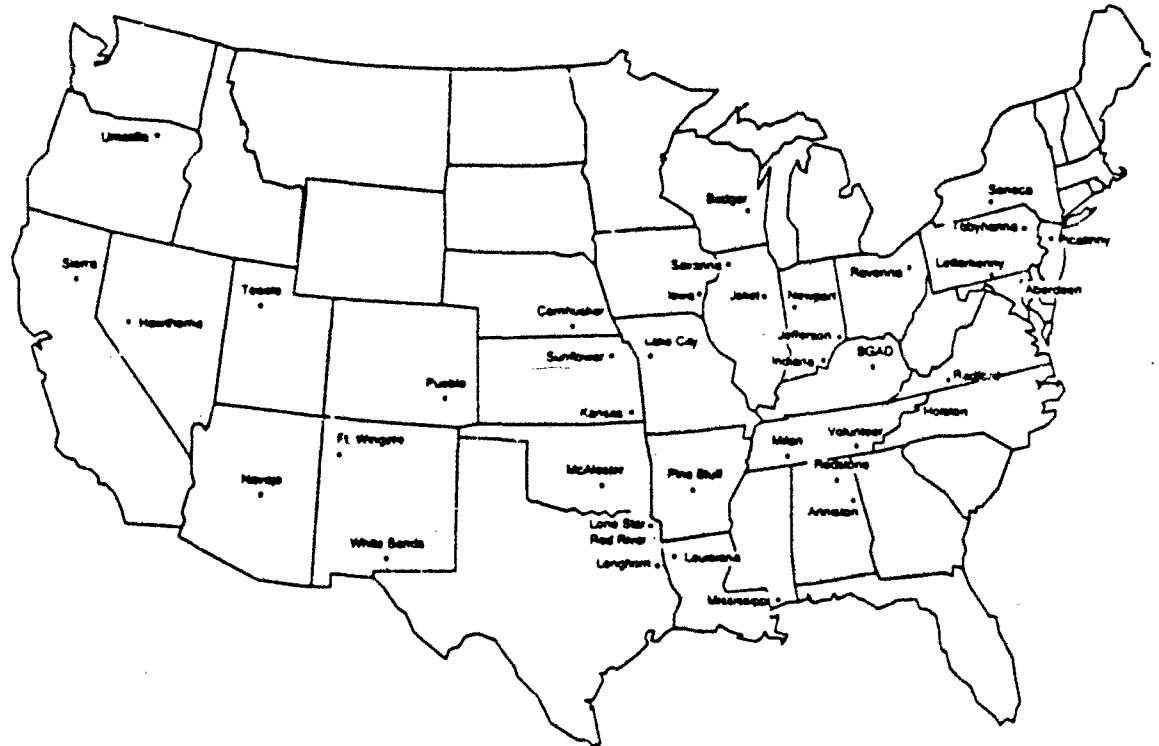 Umatilla
Seneca
Badger
Tobyhanna
Picatinny
Sierra
Savanna
Ravenna
Letterkenny
Tooele
Iowa
Joliet
Newport
Aberdeen
Cornhusker
Hawthorne
Jefferson
Lake City
Sunflower
Indiana
BGAD
Pueblo
Radford
Kansas
Holston
Ft. Wingate
Milan
Volunteer
McAlester
Pine Bluff
Redstone
Navajo
Anniston
Lone Star
Red River
White Sands
Louisiana
Longhorn
Mississippi